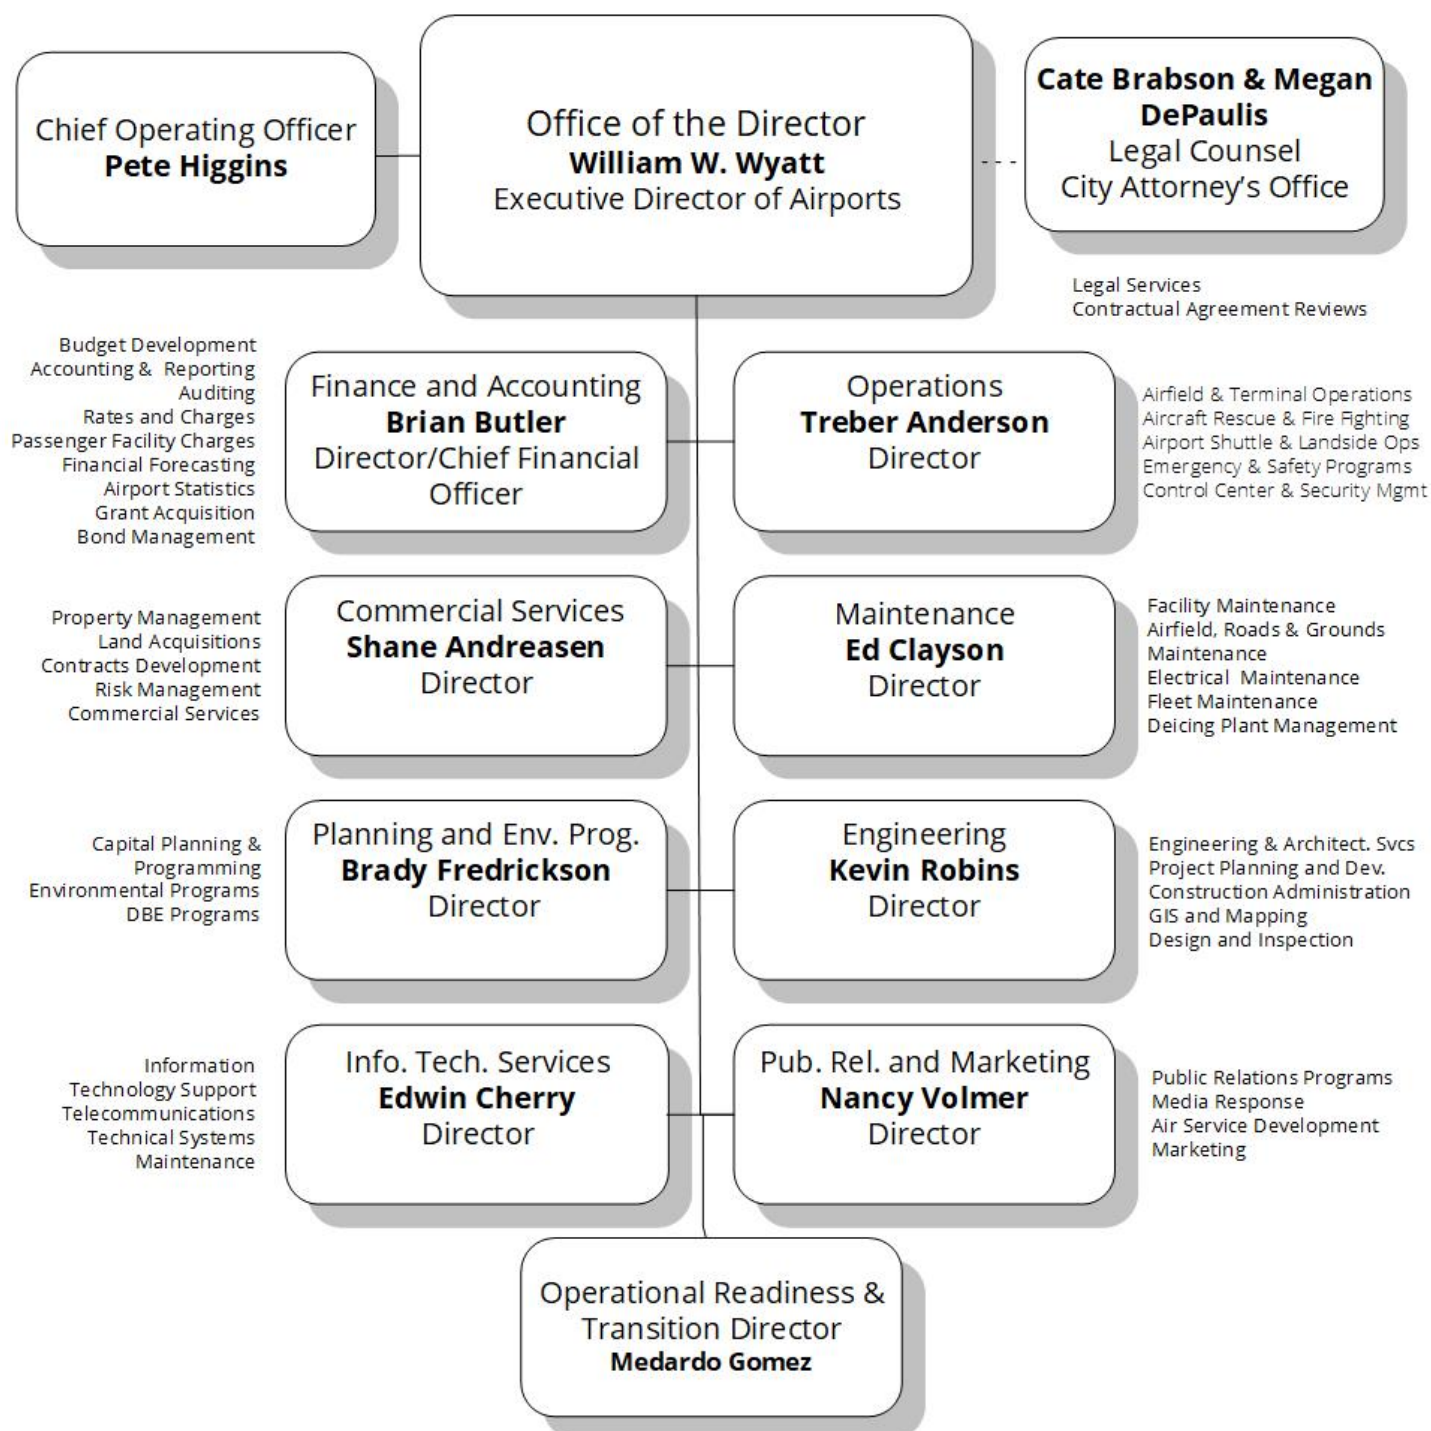 Chief Operating Officer
Pete Higgins
Office of the Director
William W. Wyatt
Executive Director of Airports
Cate Brabson & Megan
DePaulis
Legal Counsel
City Attorney’s Office
Legal Services
Contractual Agreement Reviews
Budget Development
Accounting & Reporting
Auditing
Rates and Charges
Passenger Facility Charges
Financial Forecasting
Airport Statistics
Grant Acquisition
Bond Management
Finance and Accounting
Brian Butler
Director/Chief Financial
Officer
Operations
Treber Anderson
Director
Airfield & Terminal Operations
Aircraft Rescue & Fire Fighting
Airport Shuttle & Landside Ops
Emergency & Safety Programs
Control Center & Security Mgmt
Property Management
Land Acquisitions
Contracts Development
Risk Management
Commercial Services
Commercial Services
Shane Andreasen
Director
Maintenance
Ed Clayson
Director
Facility Maintenance
Airfield, Roads & Grounds
Maintenance
Electrical Maintenance
Fleet Maintenance
Deicing Plant Management
Capital Planning &
Programming
Environmental Programs
DBE Programs
Planning and Env. Prog.
Brady Fredrickson
Director
Engineering
Kevin Robins
Director
Engineering & Architect. Svcs
Project Planning and Dev.
Construction Administration
GIS and Mapping
Design and Inspection
Information
Technology Support
Telecommunications
Technical Systems
Maintenance
Info. Tech. Services
Edwin Cherry
Director
Pub. Rel. and Marketing
Nancy Volmer
Director
Public Relations Programs
Media Response
Air Service Development
Marketing
Operational Readiness &
Transition Director
Medardo Gomez